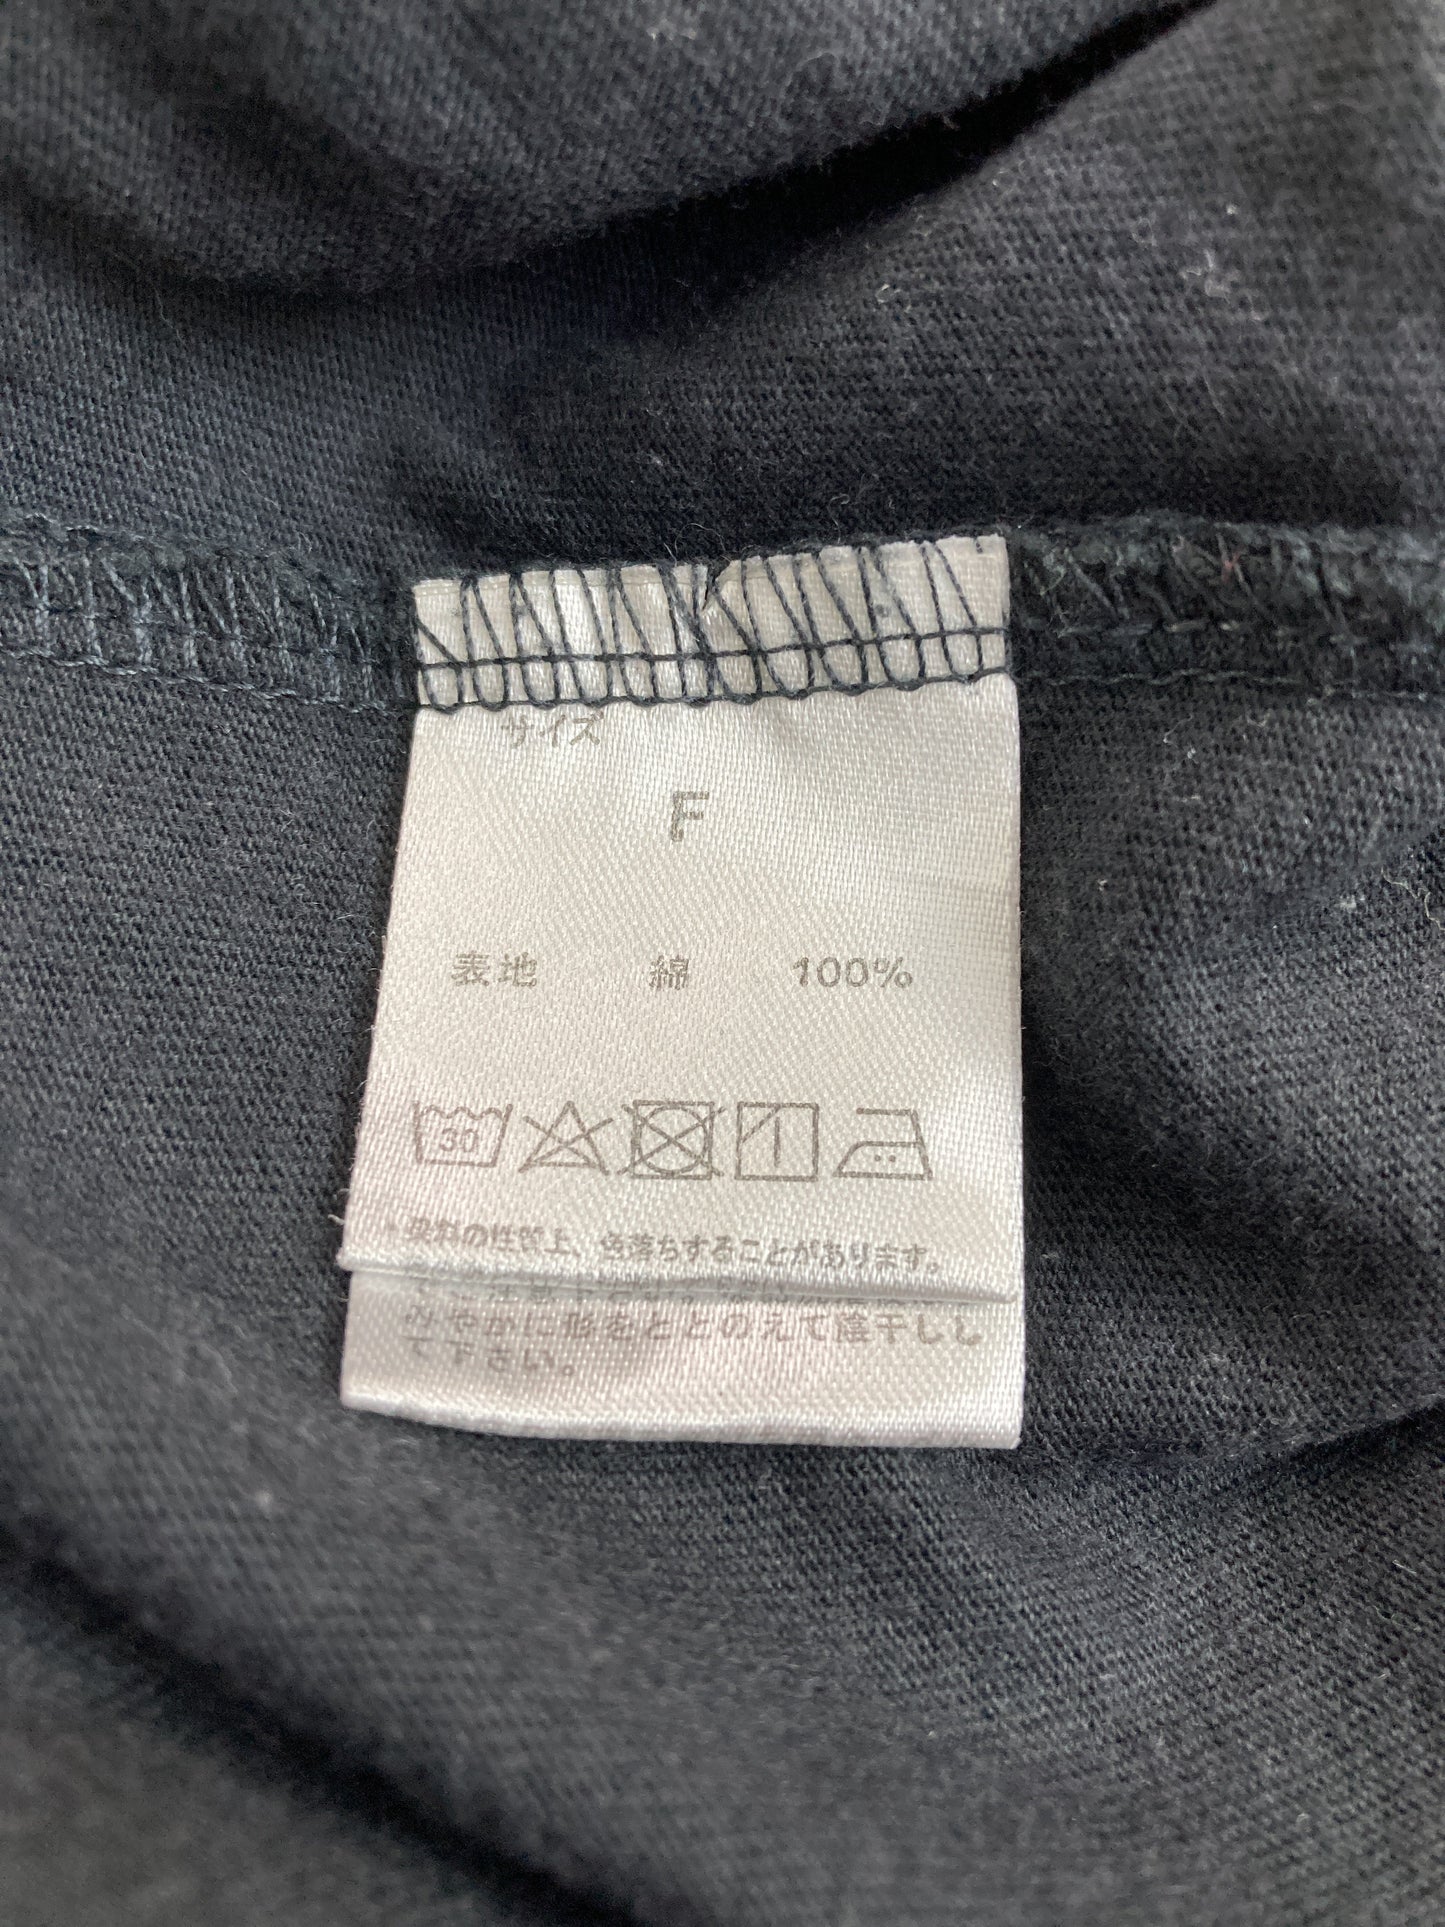 サイズ
F
表地 綿 100%
30
・染料の性質上、色落ちすることがあります。
みやかに形をととのえて陰干しし
て下さい。